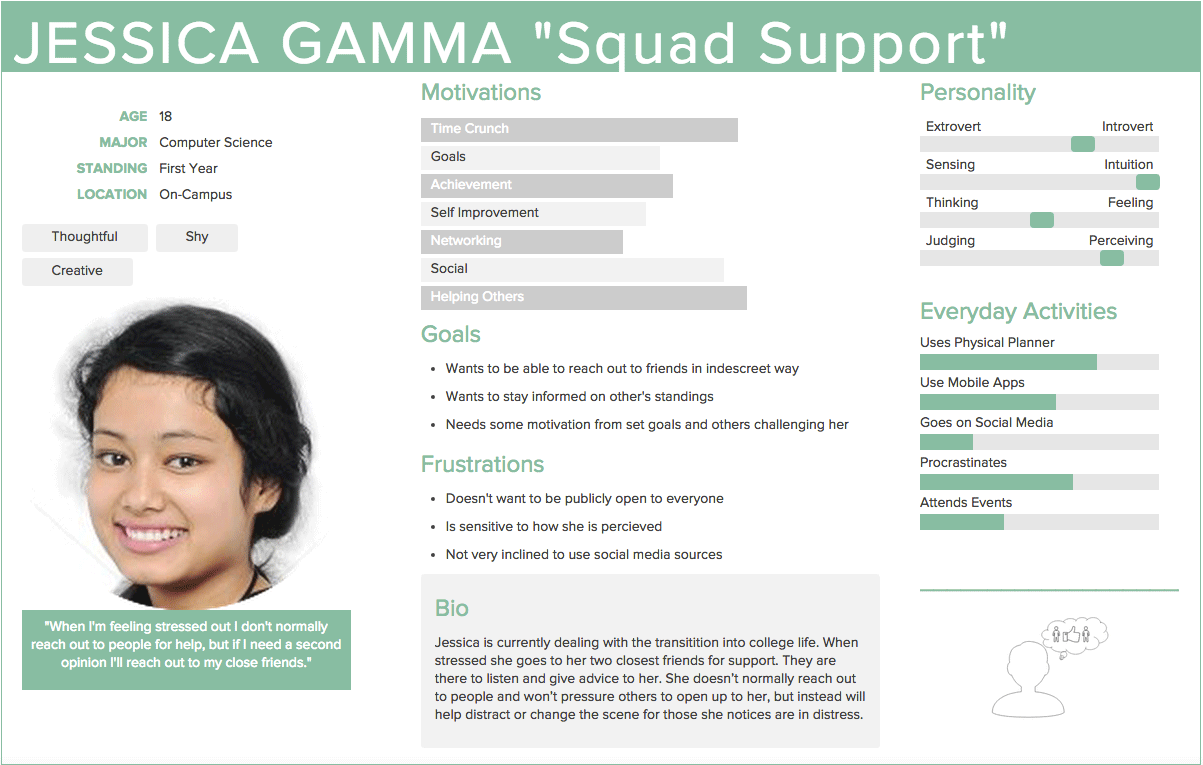 JESSICA GAMMA "Squad Support"
AGE 18
MAJOR Computer Science
STANDING First Year
LOCATION On-Campus
Thoughtful
Shy
Creative
"When I'm feeling stressed out I don't normally
reach out to people for help, but if I need a second
opinion I'll reach out to my close friends."
Motivations
Time Crunch
Goals
Achievement
Self Improvement
Networking
Social
Helping Others
Goals
• Wants to be able to reach out to friends in indescreet way
• Wants to stay informed on other's standings
• Needs some motivation from set goals and others challenging her
Frustrations
• Doesn't want to be publicly open to everyone
• Is sensitive to how she is percieved
• Not very inclined to use social media sources
Bio
Jessica is currently dealing with the transitition into college life. When
stressed she goes to her two closest friends for support. They are
there to listen and give advice to her. She doesn't normally reach out
to people and won't pressure others to open up to her, but instead will
help distract or change the scene for those she notices are in distress.
Personality
Extrovert Introvert
Sensing Intuition
Thinking Feeling
Judging Perceiving
Everyday Activities
Uses Physical Planner
Use Mobile Apps
Goes on Social Media
Procrastinates
Attends Events